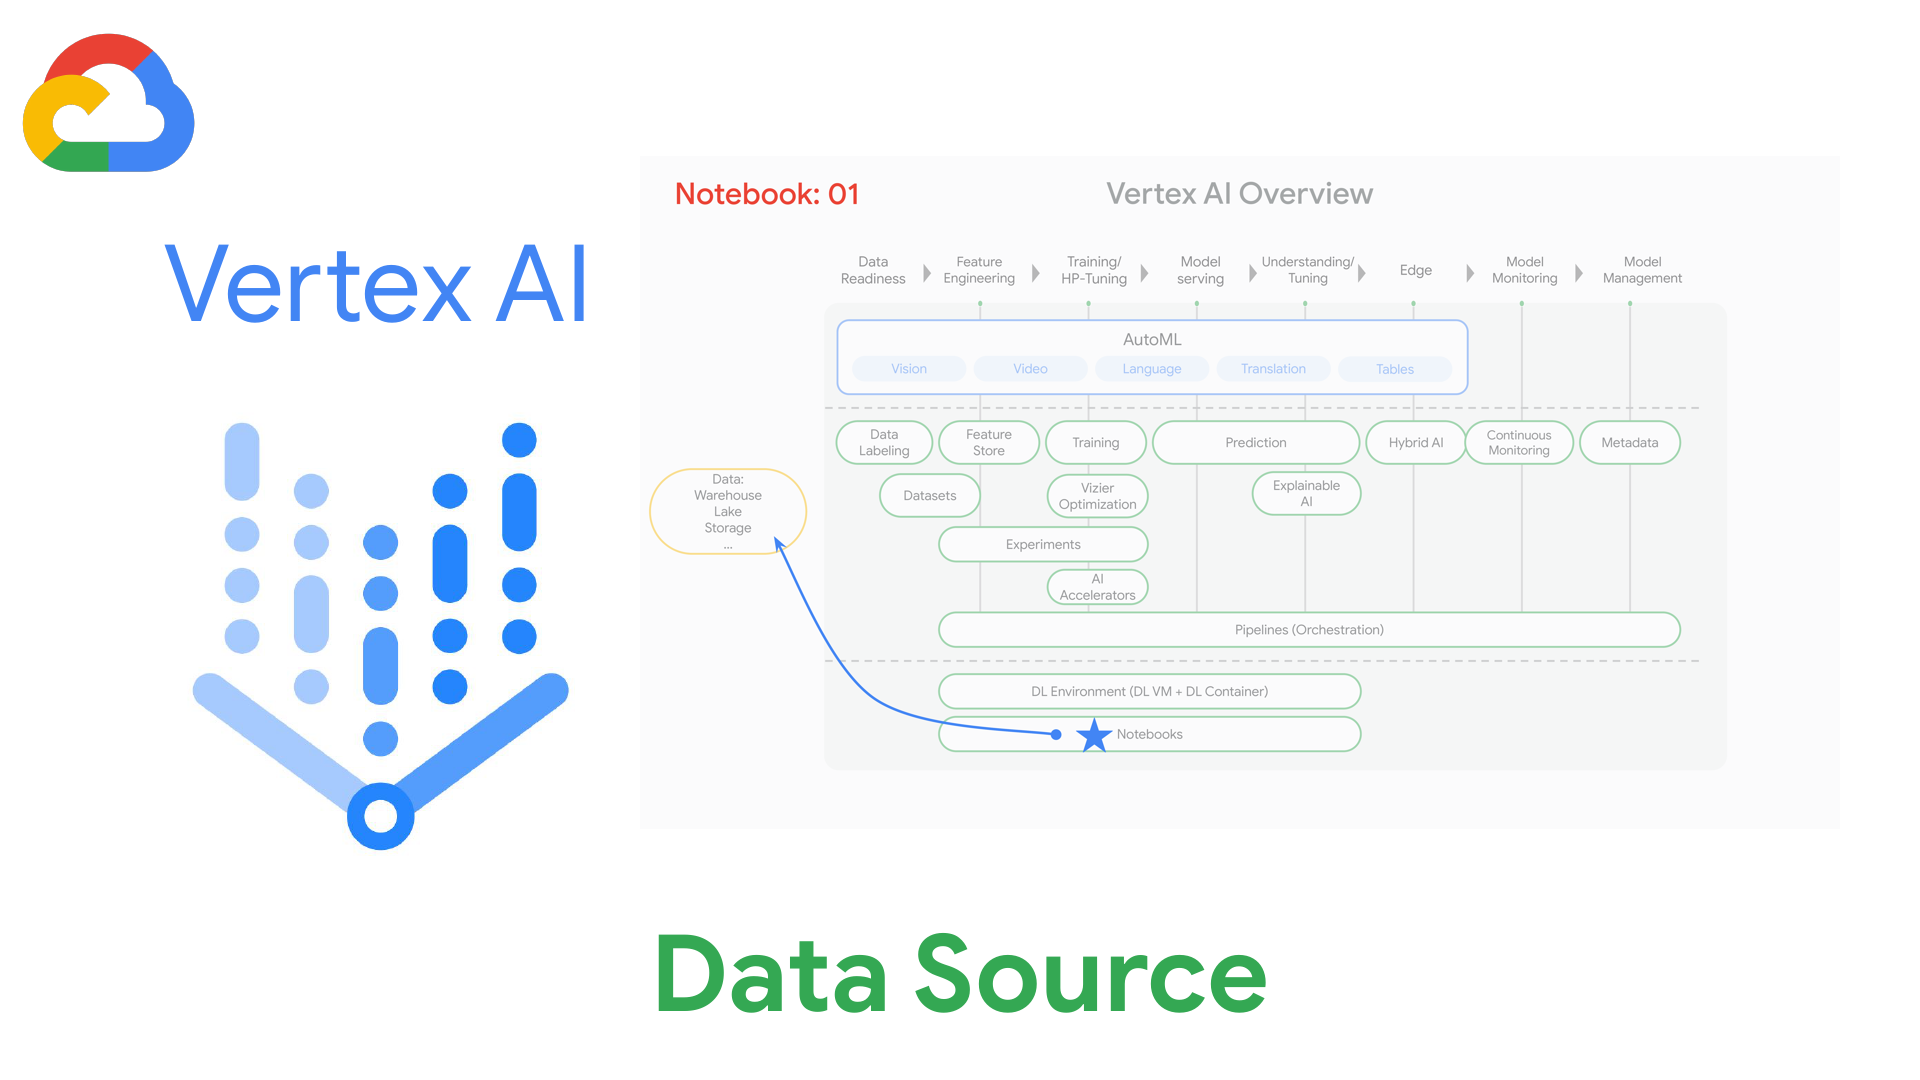 Vertex AI
Notebook: 01
Vertex AI Overview
Data
Readiness
Feature
Engineering
Training/
HP-Tuning
Model
serving
Understanding/
Tuning
Edge
Model
Monitoring
Model
Management
AutoML
Vision
Video
Language
Translation
Tables
Data
Labeling
Feature
Store
Training
Prediction
Hybrid AI
Continuous
Monitoring
Metadata
Data:
Warehouse
Lake
Storage
...
Datasets
Vizier
Optimization
Explainable
AI
Experiments
AI
Accelerators
Pipelines (Orchestration)
DL Environment (DL VM + DL Container)
Notebooks
Data Source